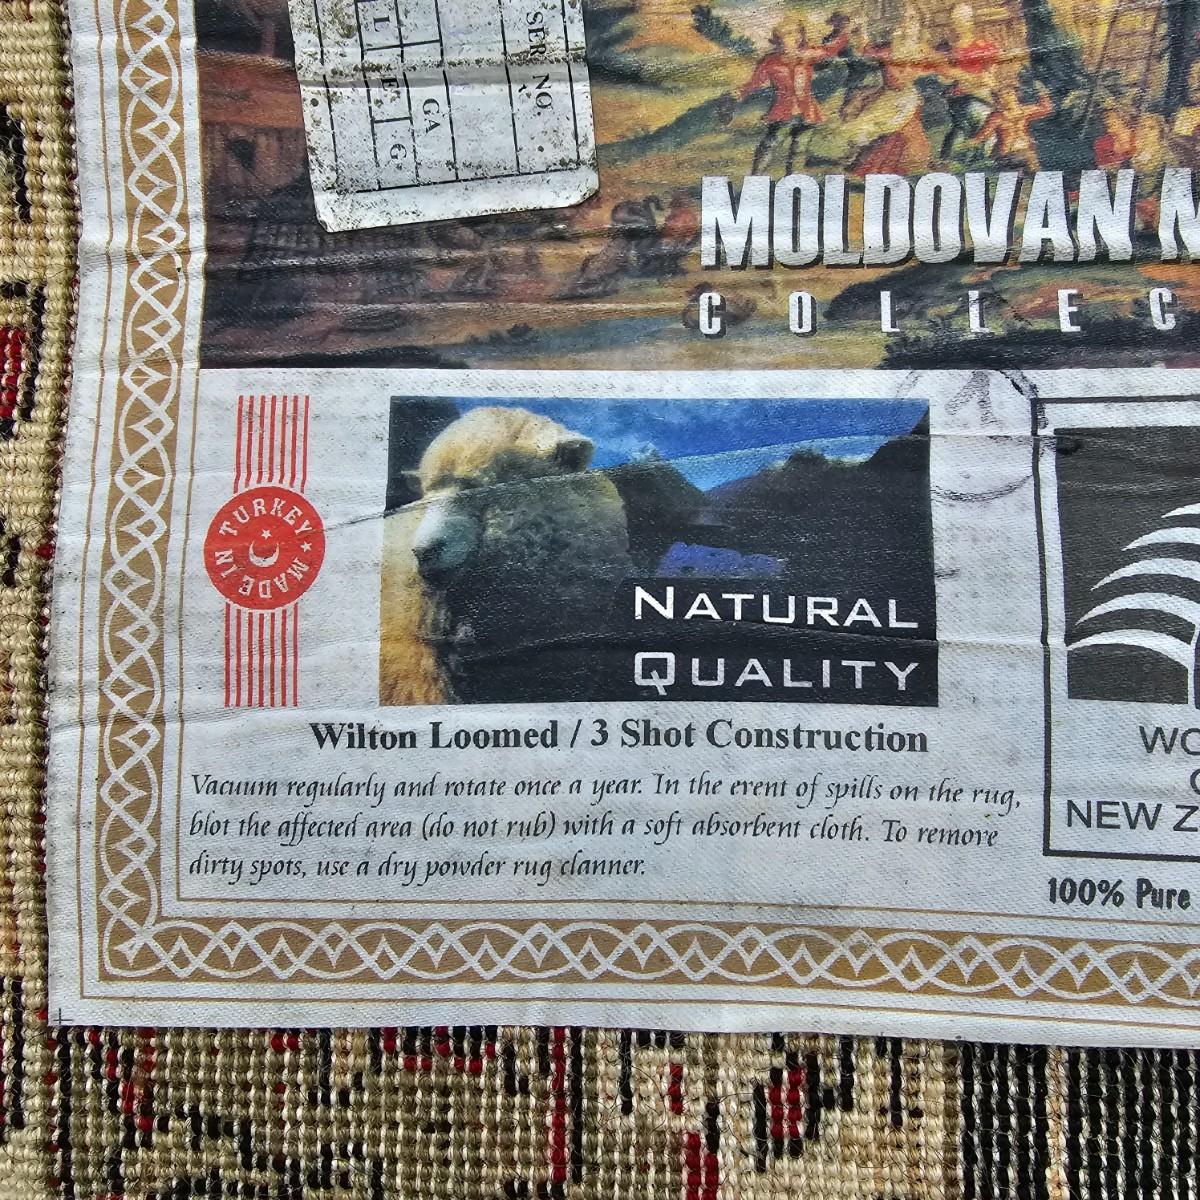 SER NO.
GA
G
MOLDOVAN
COLLEC
TURKEY ★ MADE IN
NATURAL
QUALITY
Wilton Loomed / 3 Shot Construction
Vacuum regularly and rotate once a year. In the event of spills on the rug,
blot the affected area (do not rub) with a soft absorbent cloth. To remove
dirty spots, use a dry powder rug clanner.
NEW Z
100% Pure